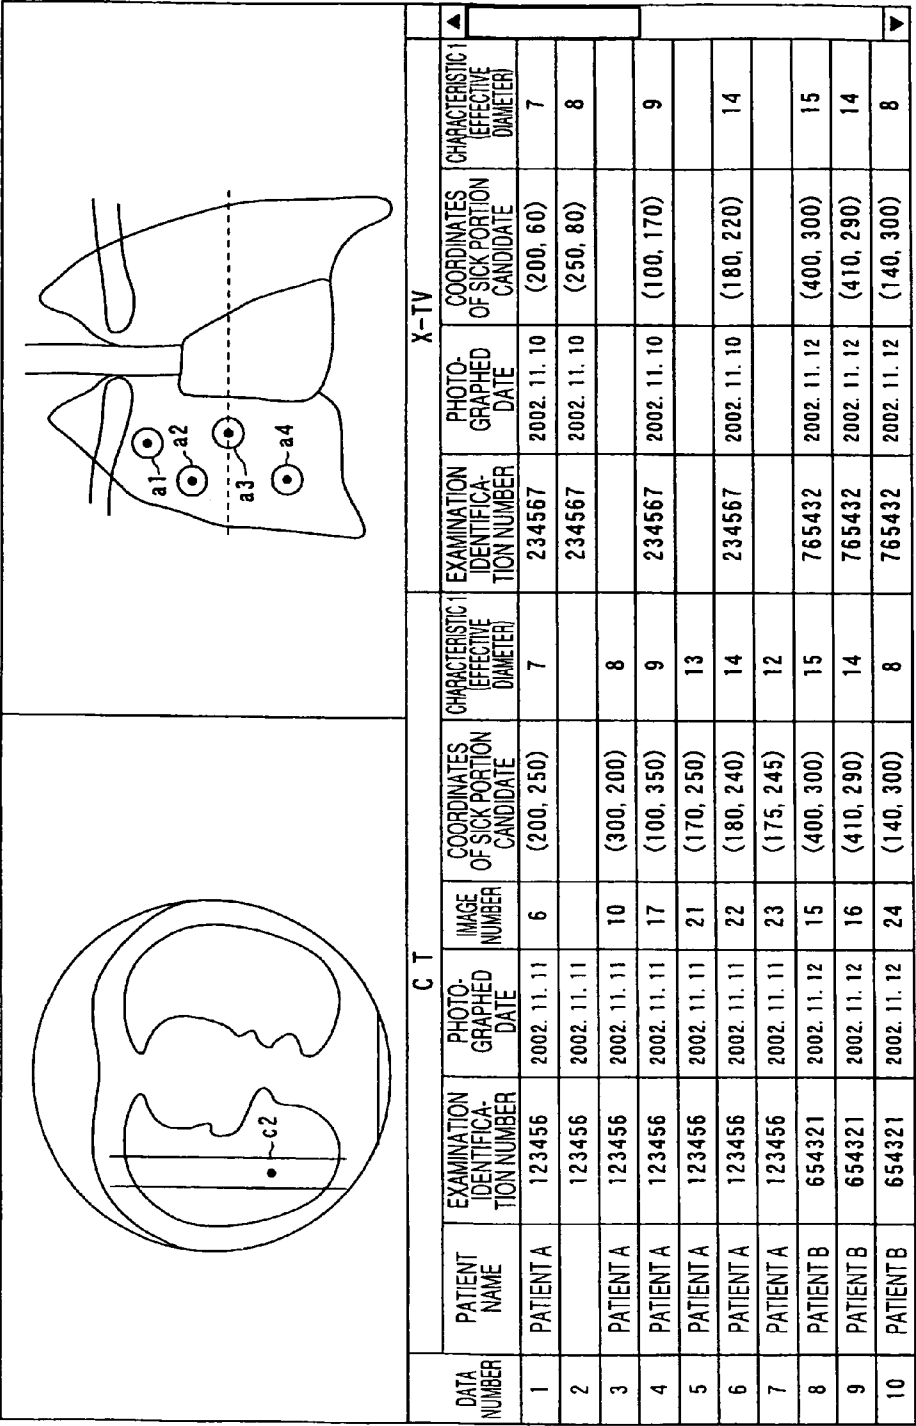 c2
a1
a2
a3
a4
CT
X-TV
DATA NUMBER
PATIENT NAME
EXAMINATION IDENTIFICA-TION NUMBER
PHOTO-GRAPHED DATE
IMAGE NUMBER
COORDINATES OF SICK PORTION CANDIDATE
CHARACTERISTIC 1 (EFFECTIVE DIAMETER)
EXAMINATION IDENTIFICA-TION NUMBER
PHOTO-GRAPHED DATE
COORDINATES OF SICK PORTION CANDIDATE
CHARACTERISTIC 1 (EFFECTIVE DIAMETER)
1 PATIENT A 123456 2002. 11. 11 6 (200, 250) 7 234567 2002. 11. 10 (200, 60) 7
2 123456 2002. 11. 11 234567 2002. 11. 10 (250, 80) 8
3 PATIENT A 123456 2002. 11. 11 10 (300, 200) 8
4 PATIENT A 123456 2002. 11. 11 17 (100, 350) 9 234567 2002. 11. 10 (100, 170) 9
5 PATIENT A 123456 2002. 11. 11 21 (170, 250) 13
6 PATIENT A 123456 2002. 11. 11 22 (180, 240) 14 234567 2002. 11. 10 (180, 220) 14
7 PATIENT A 123456 2002. 11. 11 23 (175, 245) 12
8 PATIENT B 654321 2002. 11. 12 15 (400, 300) 15 765432 2002. 11. 12 (400, 300) 15
9 PATIENT B 654321 2002. 11. 12 16 (410, 290) 14 765432 2002. 11. 12 (410, 290) 14
10 PATIENT B 654321 2002. 11. 12 24 (140, 300) 8 765432 2002. 11. 12 (140, 300) 8